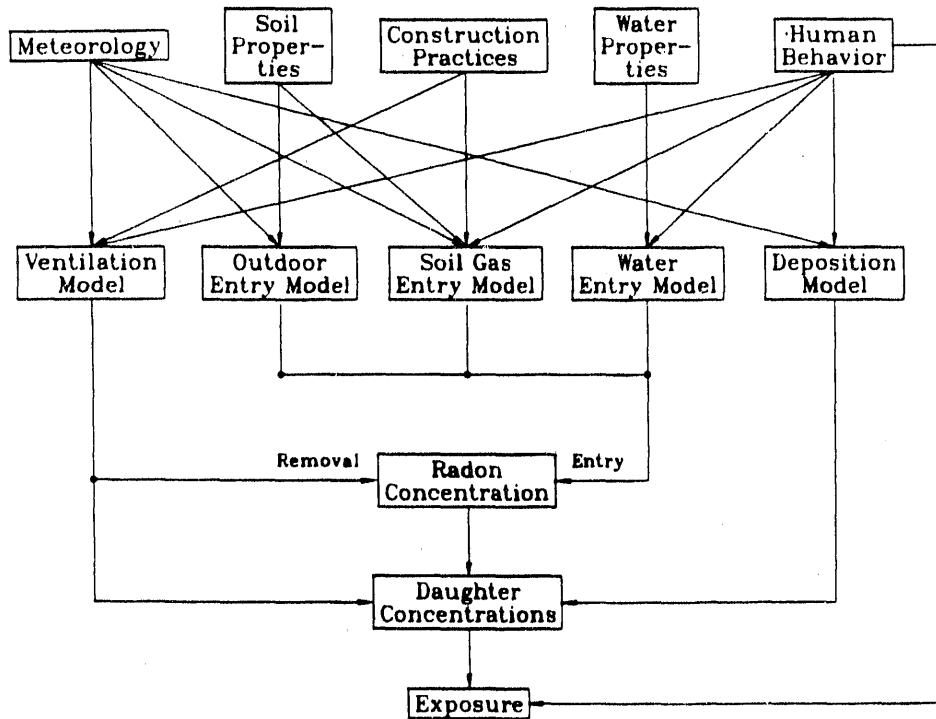 Meteorology
Soil
Proper-
ties
Construction
Practices
Water
Proper-
ties
Human
Behavior
Ventilation
Model
Outdoor
Entry Model
Soil Gas
Entry Model
Water
Entry Model
Deposition
Model
Removal
Entry
Radon
Concentration
Daughter
Concentrations
Exposure